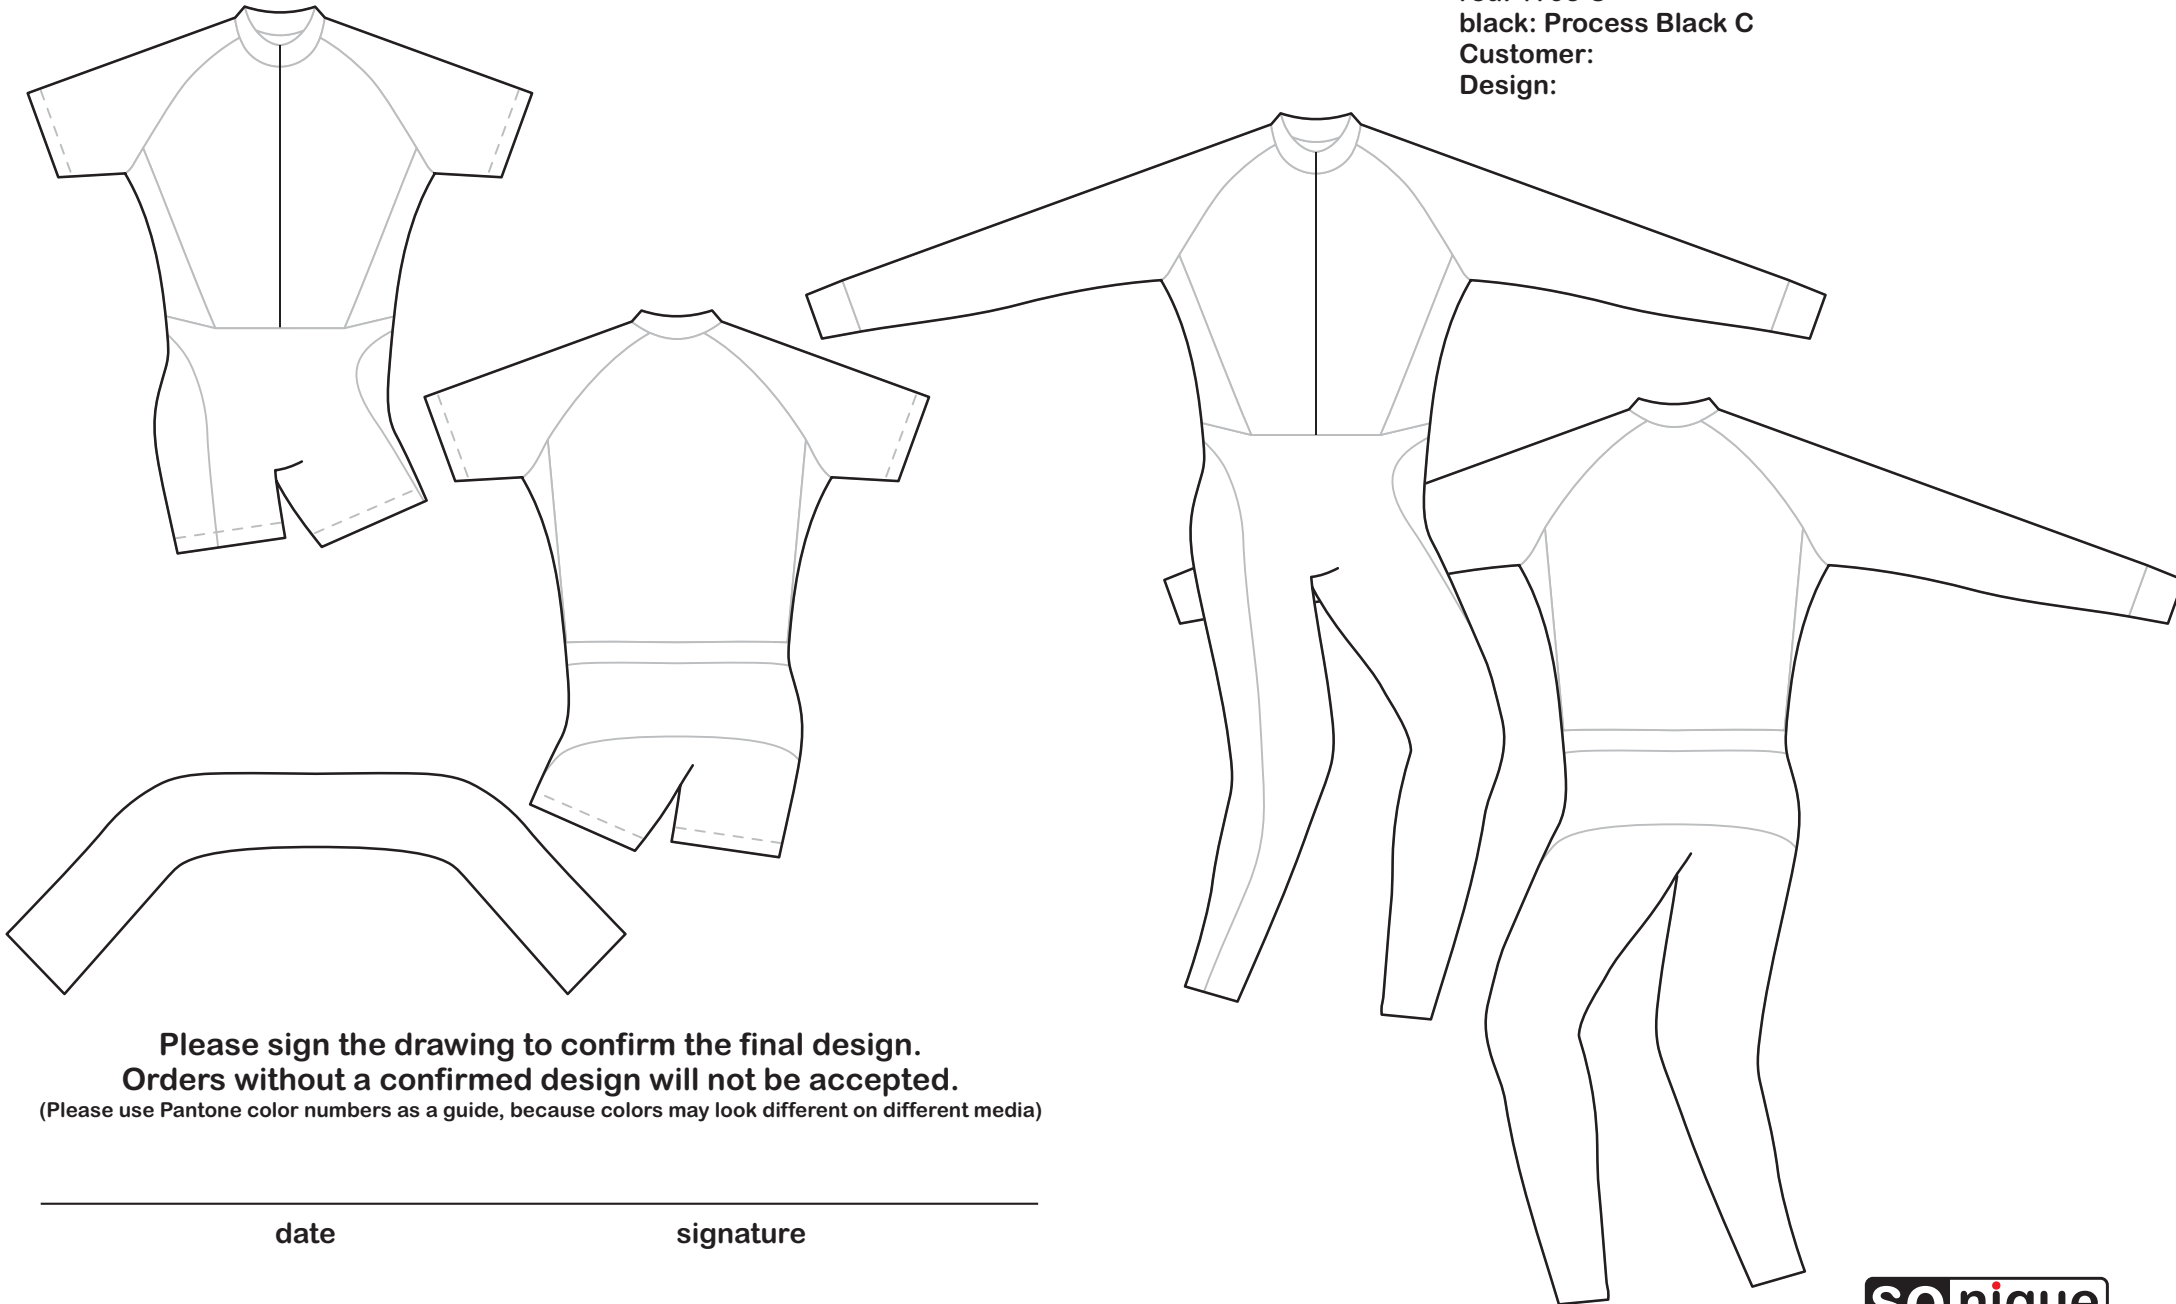 black: Process Black C
Customer:
Design:
Please sign the drawing to confirm the final design.
Orders without a confirmed design will not be accepted.
(Please use Pantone color numbers as a guide, because colors may look different on different media)
date signature
sonique